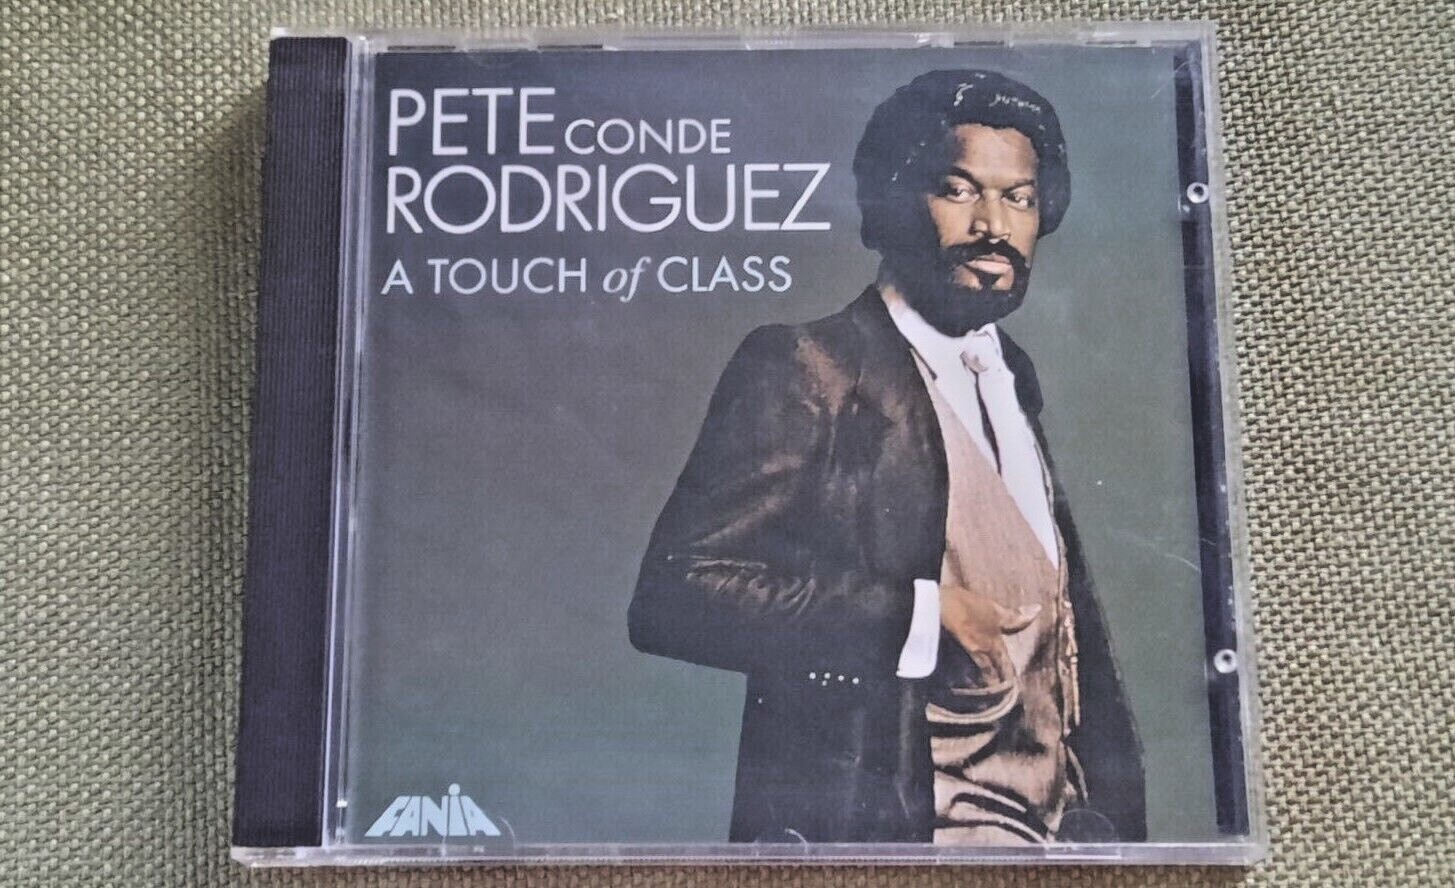 PETE CONDE
RODRIGUEZ
A TOUCH of CLASS
FANIA